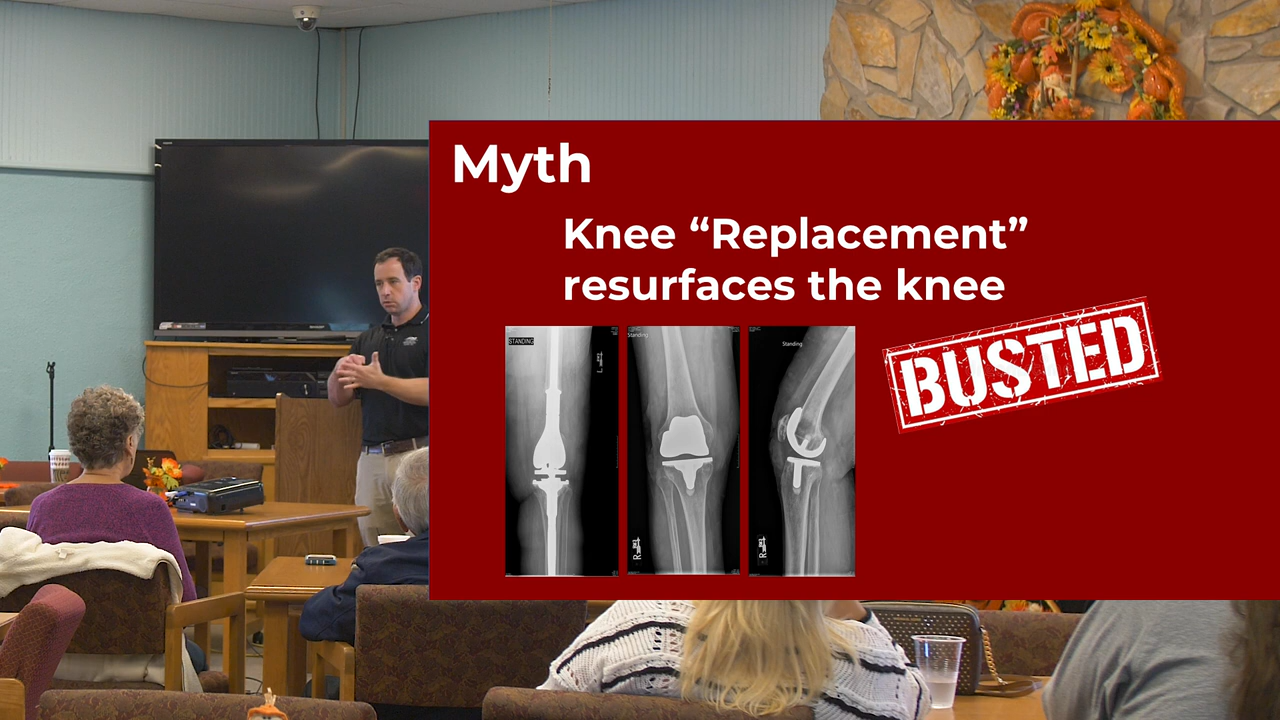 Myth
Knee “Replacement”
resurfaces the knee
BUSTED
STANDING
L
Standing
R
Standing
R